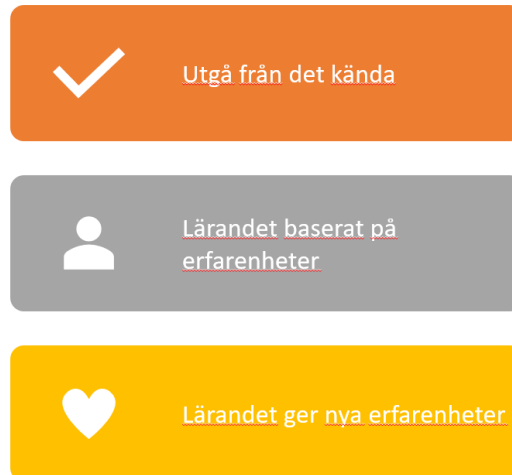 Utgå från det kända
Lärandet baserat på
erfarenheter
Lärandet ger nya erfarenheter